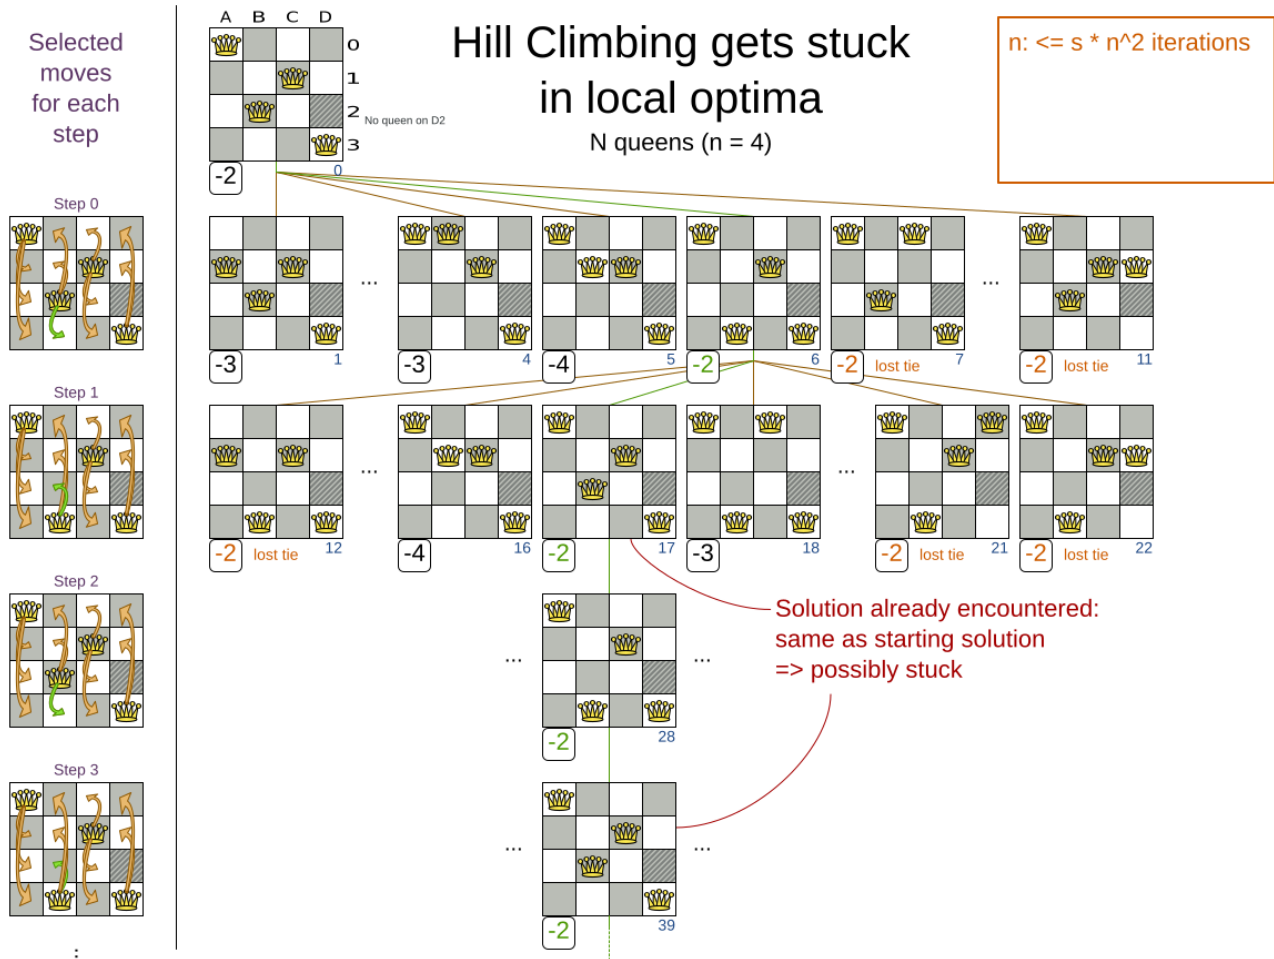 Selected
moves
for each
step
A B C D
0
1
2 No queen on D2
3
-2 0
Hill Climbing gets stuck
in local optima
N queens (n = 4)
n: <= s * n^2 iterations
Step 0
...
...
-3 1
-3 4
-4 5
-2 6
-2 lost tie 7
-2 lost tie 11
Step 1
...
...
-2 lost tie 12
-4 16
-2 17
-3 18
-2 lost tie 21
-2 lost tie 22
Step 2
...
...
-2 28
Solution already encountered:
same as starting solution
=> possibly stuck
Step 3
...
...
-2 39
: